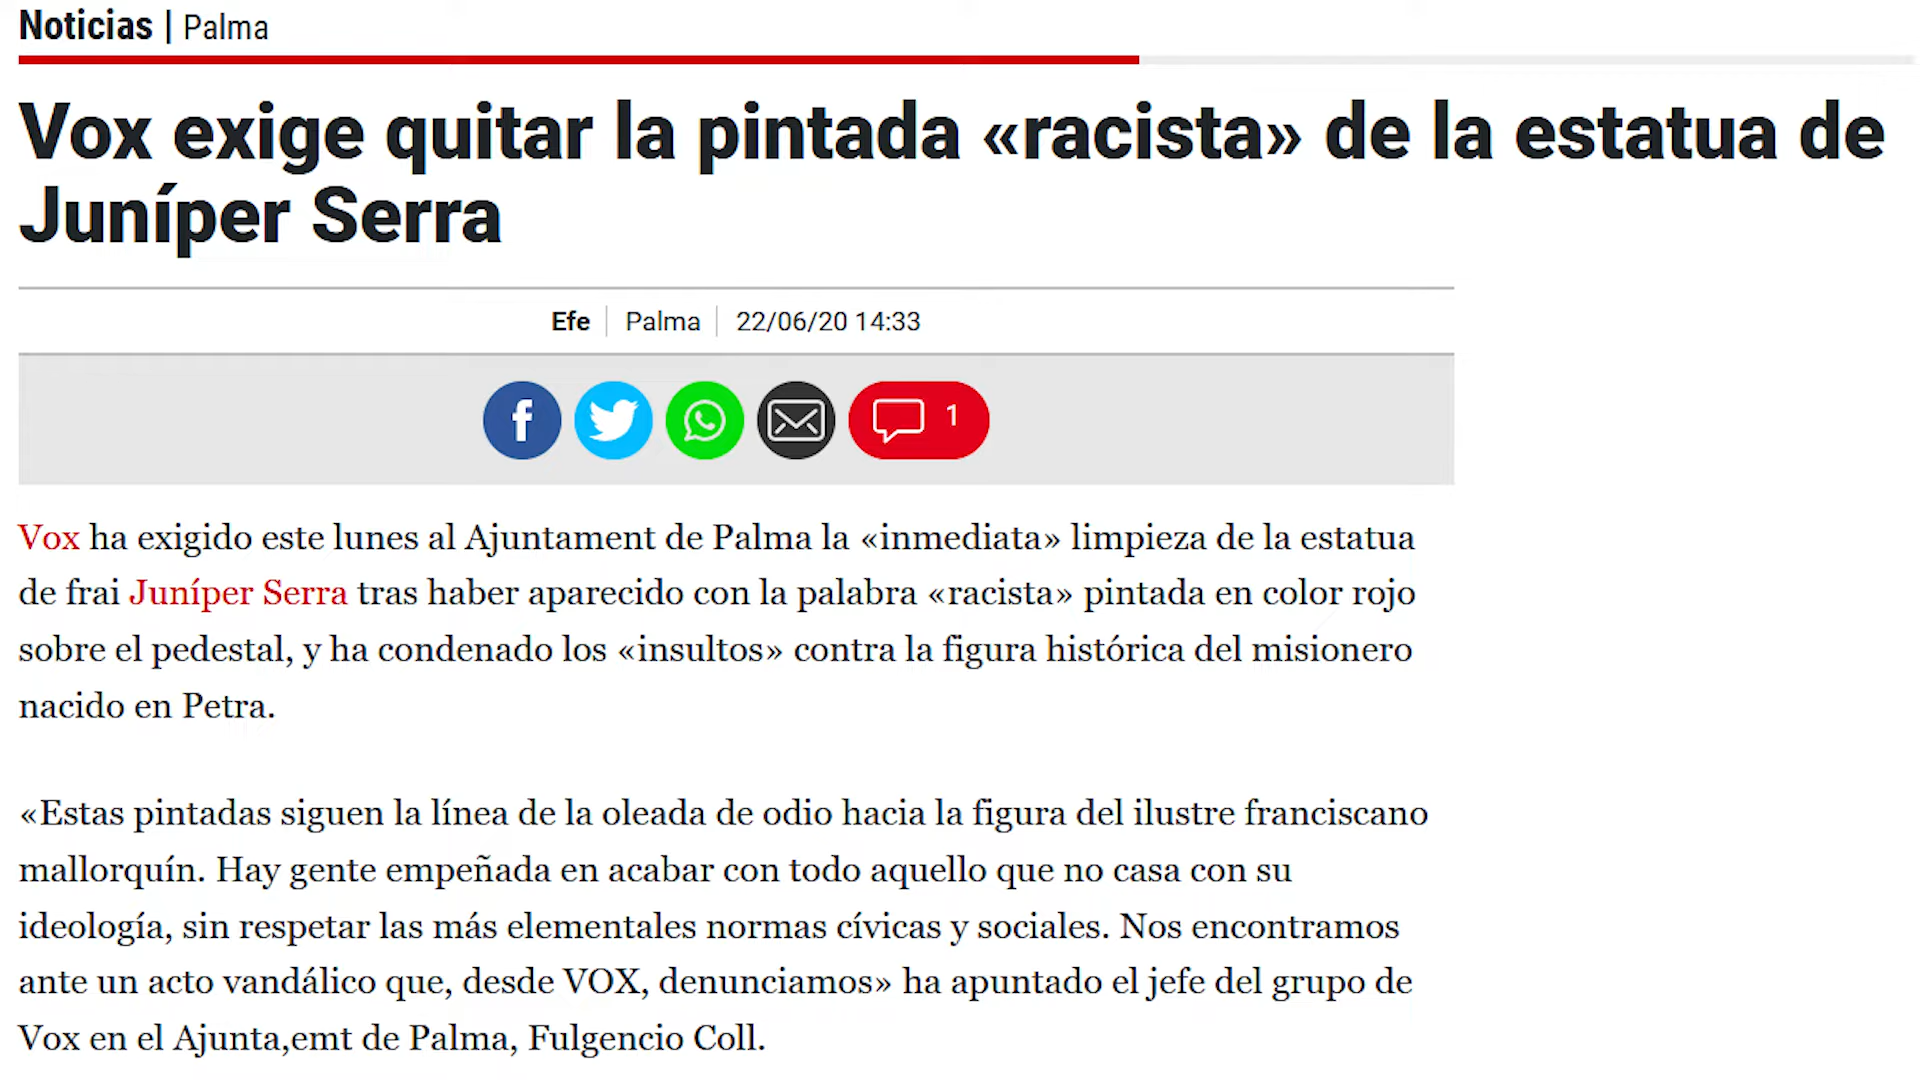 Noticias | Palma
Vox exige quitar la pintada «racista» de la estatua de
Juníper Serra
Efe | Palma | 22/06/20 14:33
f 1
Vox ha exigido este lunes al Ajuntament de Palma la «inmediata» limpieza de la estatua
de frai Juníper Serra tras haber aparecido con la palabra «racista» pintada en color rojo
sobre el pedestal, y ha condenado los «insultos» contra la figura histórica del misionero
nacido en Petra.
«Estas pintadas siguen la línea de la oleada de odio hacia la figura del ilustre franciscano
mallorquín. Hay gente empeñada en acabar con todo aquello que no casa con su
ideología, sin respetar las más elementales normas cívicas y sociales. Nos encontramos
ante un acto vandálico que, desde VOX, denunciamos» ha apuntado el jefe del grupo de
Vox en el Ajunta,emt de Palma, Fulgencio Coll.